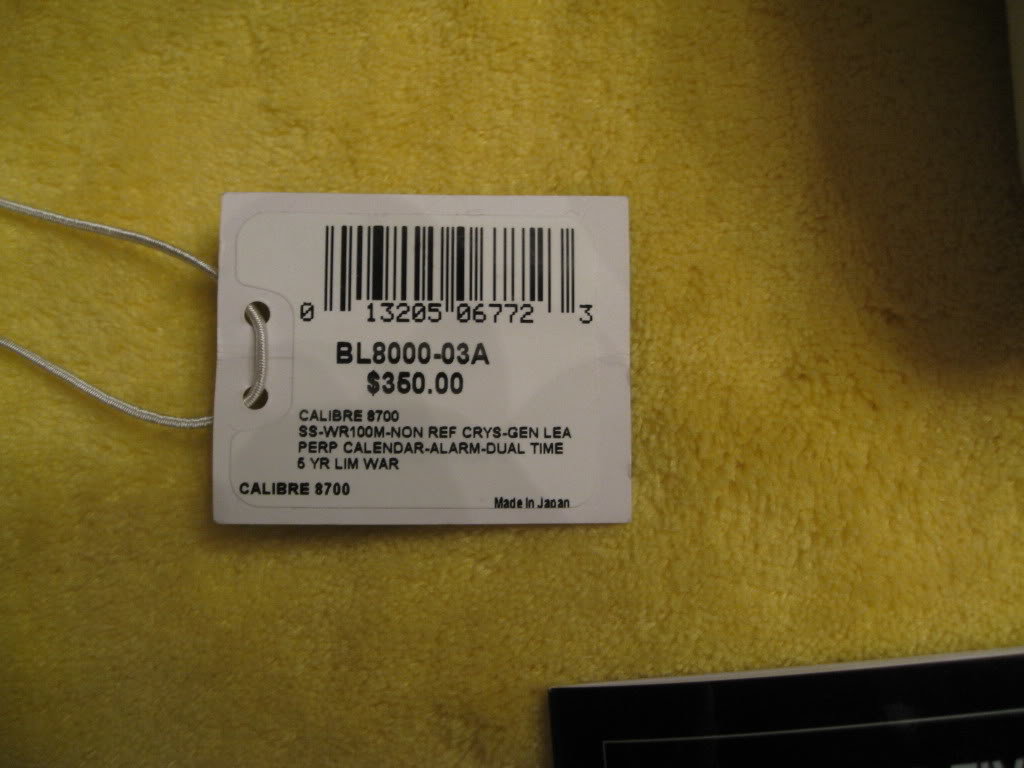 0 13205 06772 3
BL8000-03A
$350.00
CALIBRE 8700
SS-WR100M-NON REF CRYS-GEN LEA
PERP CALENDAR-ALARM-DUAL TIME
5 YR LIM WAR
CALIBRE 8700
Made in Japan